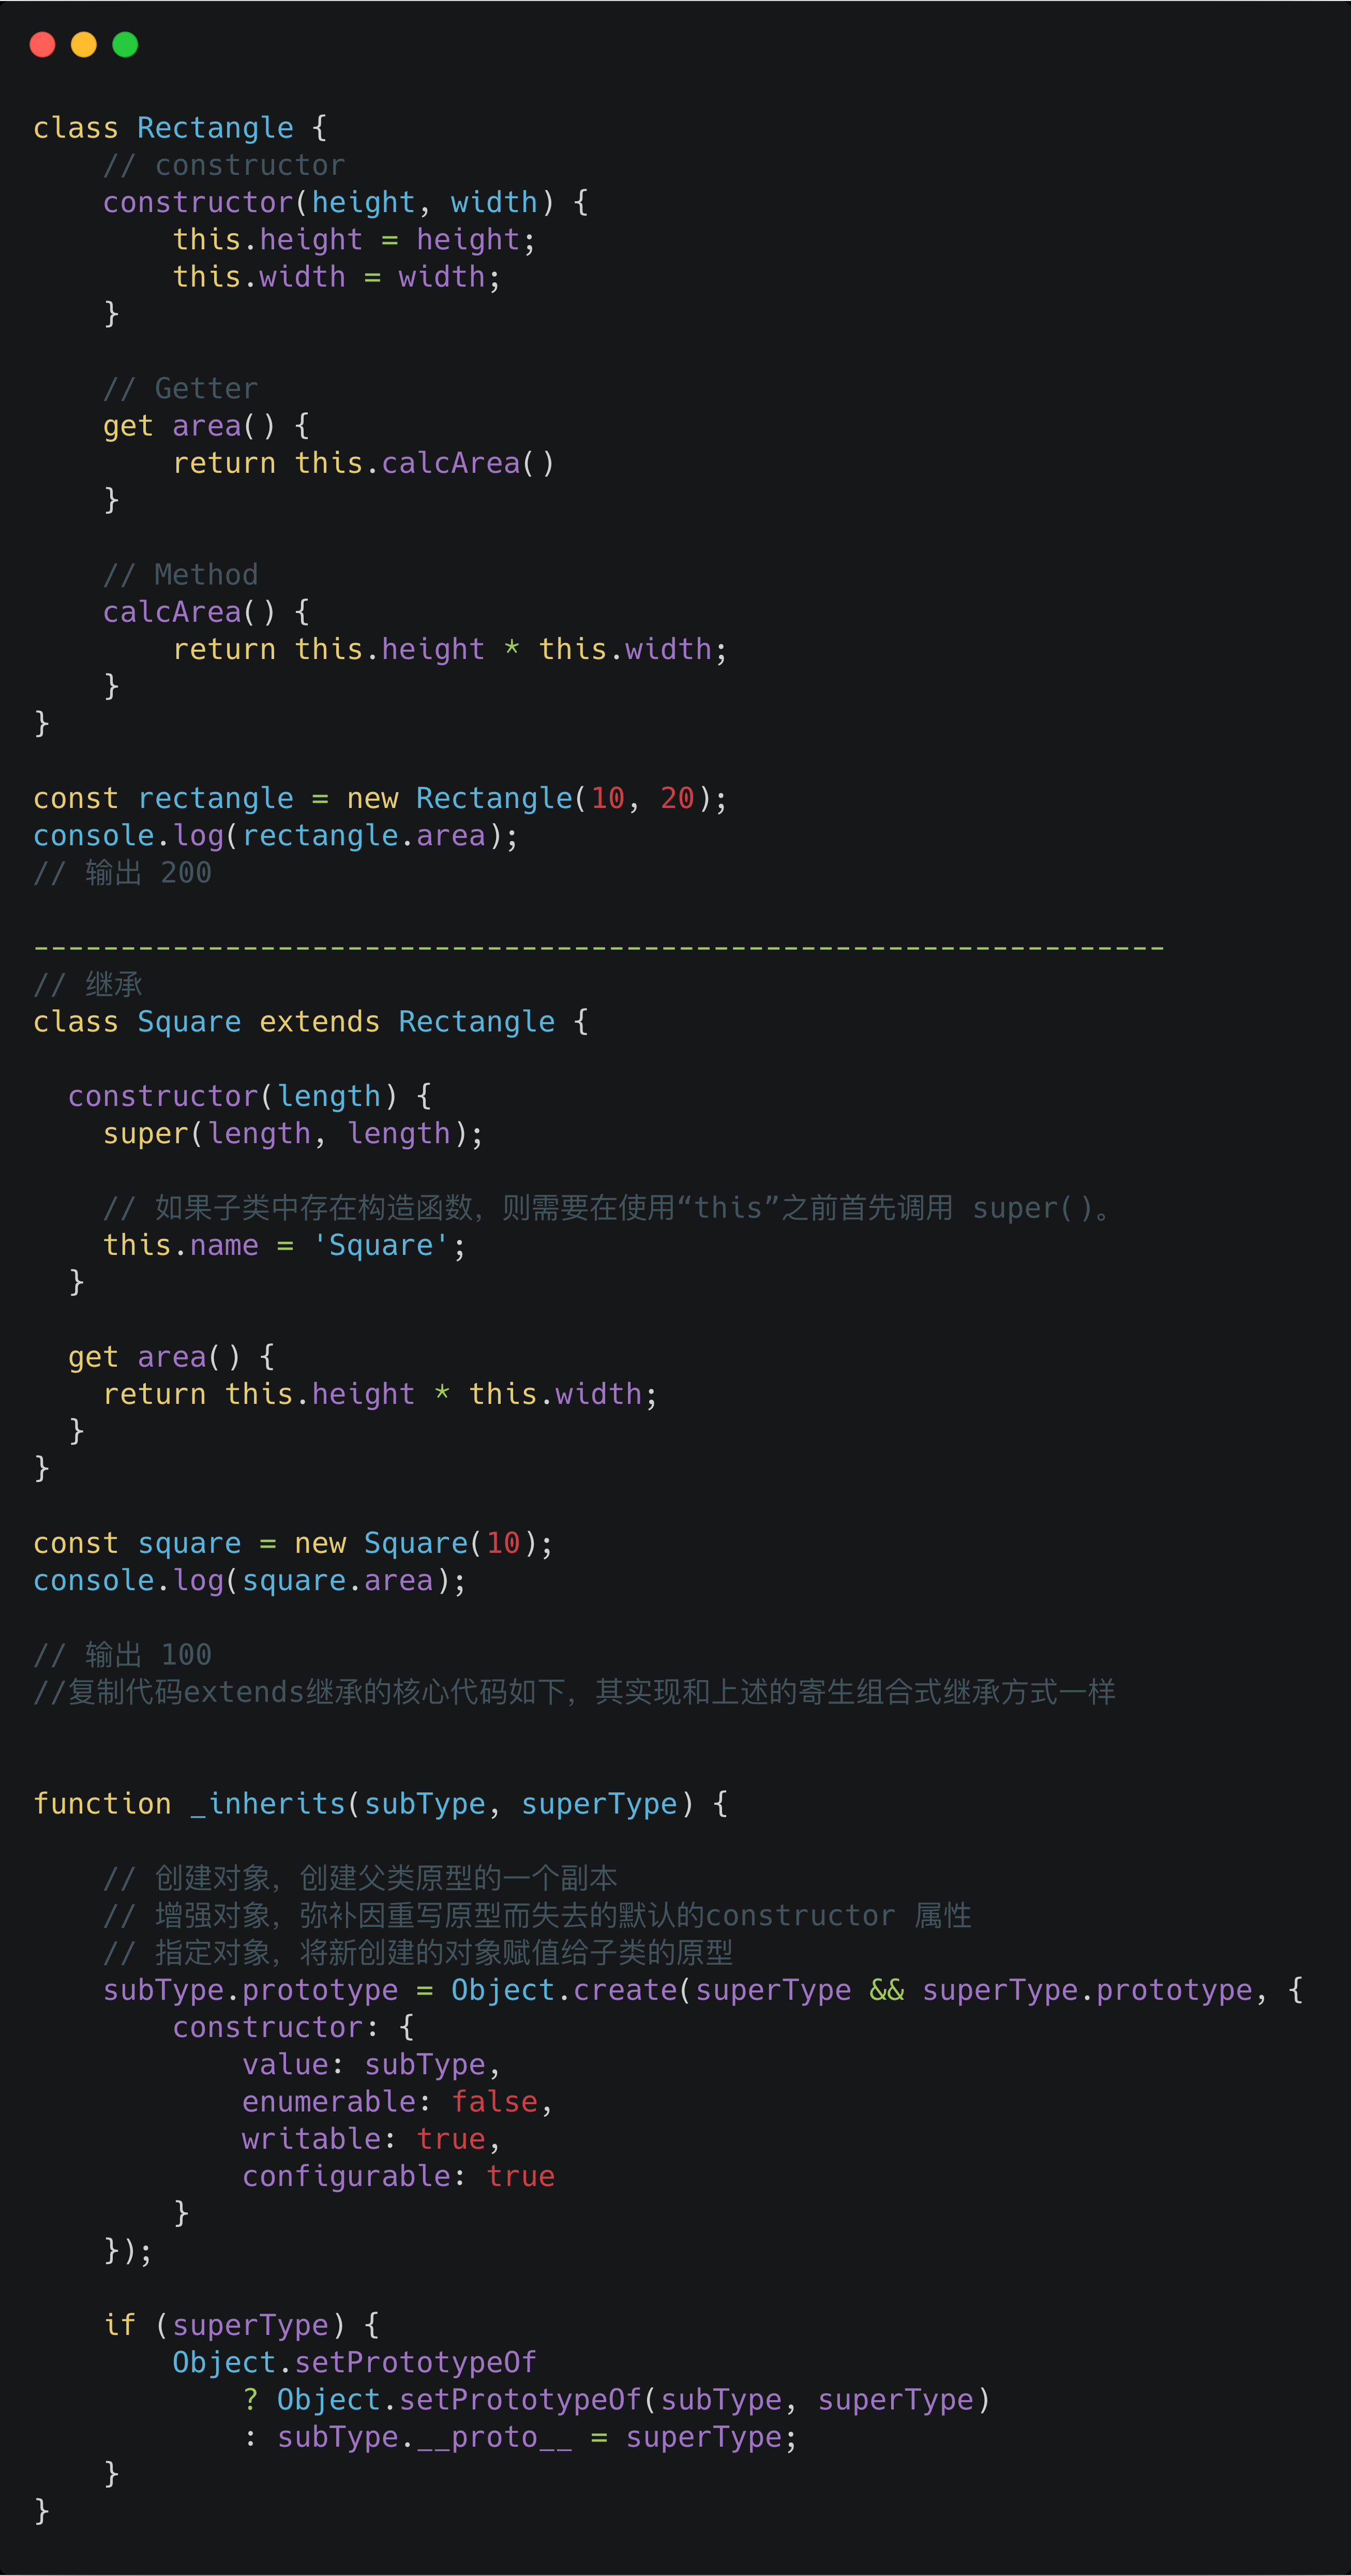 class Rectangle {
    // constructor
    constructor(height, width) {
        this.height = height;
        this.width = width;
    }

    // Getter
    get area() {
        return this.calcArea()
    }

    // Method
    calcArea() {
        return this.height * this.width;
    }
}

const rectangle = new Rectangle(10, 20);
console.log(rectangle.area);
// 输出 200

-----------------------------------------------------------------
// 继承
class Square extends Rectangle {

  constructor(length) {
    super(length, length);

    // 如果子类中存在构造函数，则需要在使用“this”之前首先调用 super()。
    this.name = 'Square';
  }

  get area() {
    return this.height * this.width;
  }
}

const square = new Square(10);
console.log(square.area);

// 输出 100
//复制代码extends继承的核心代码如下，其实现和上述的寄生组合式继承方式一样


function _inherits(subType, superType) {

    // 创建对象，创建父类原型的一个副本
    // 增强对象，弥补因重写原型而失去的默认的constructor 属性
    // 指定对象，将新创建的对象赋值给子类的原型
    subType.prototype = Object.create(superType && superType.prototype, {
        constructor: {
            value: subType,
            enumerable: false,
            writable: true,
            configurable: true
        }
    });

    if (superType) {
        Object.setPrototypeOf
            ? Object.setPrototypeOf(subType, superType)
            : subType.__proto__ = superType;
    }
}